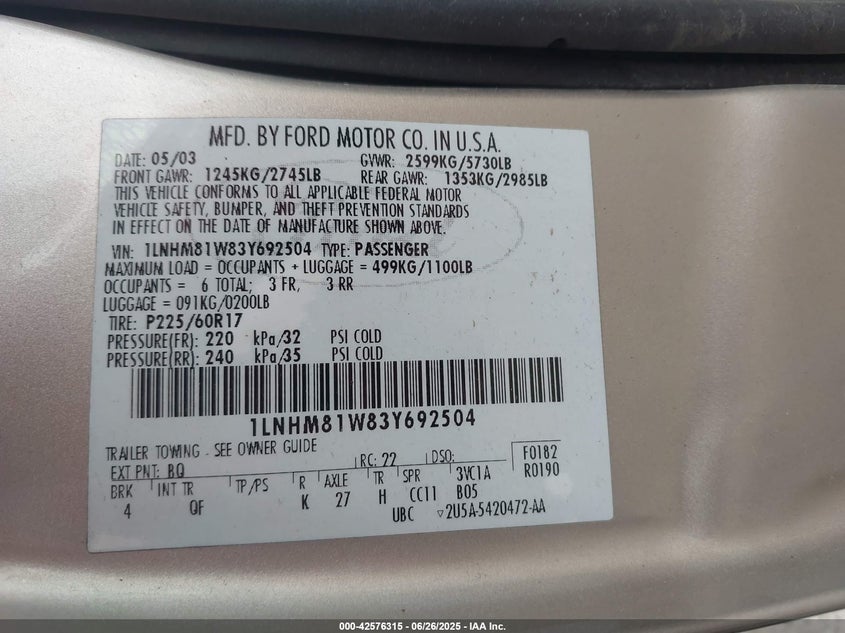 MFD. BY FORD MOTOR CO. IN U.S.A.
DATE: 05/03 GVWR: 2599KG/5730LB
FRONT GAWR: 1245KG/2745LB REAR GAWR: 1353KG/2985LB
THIS VEHICLE CONFORMS TO ALL APPLICABLE FEDERAL MOTOR
VEHICLE SAFETY, BUMPER, AND THEFT PREVENTION STANDARDS
IN EFFECT ON THE DATE OF MANUFACTURE SHOWN ABOVE.
VIN: 1LNHM81W83Y692504 TYPE: PASSENGER
MAXIMUM LOAD = OCCUPANTS + LUGGAGE = 499KG/1100LB
OCCUPANTS = 6 TOTAL; 3 FR, 3 RR
LUGGAGE = 091KG/0200LB
TIRE: P225/60R17
PRESSURE(FR): 220 kPa/32 PSI COLD
PRESSURE(RR): 240 kPa/35 PSI COLD
1LNHM81W83Y692504
TRAILER TOWING - SEE OWNER GUIDE
EXT PNT: BQ RC: 22 DSO: F0182
BRK INT TR TP/PS R AXLE TR SPR 3VC1A R0190
4 QF K 27 H CC11 B05
UBC ▽2U5A-5420472-AA
000-42576315 - 06/26/2025 - IAA Inc.